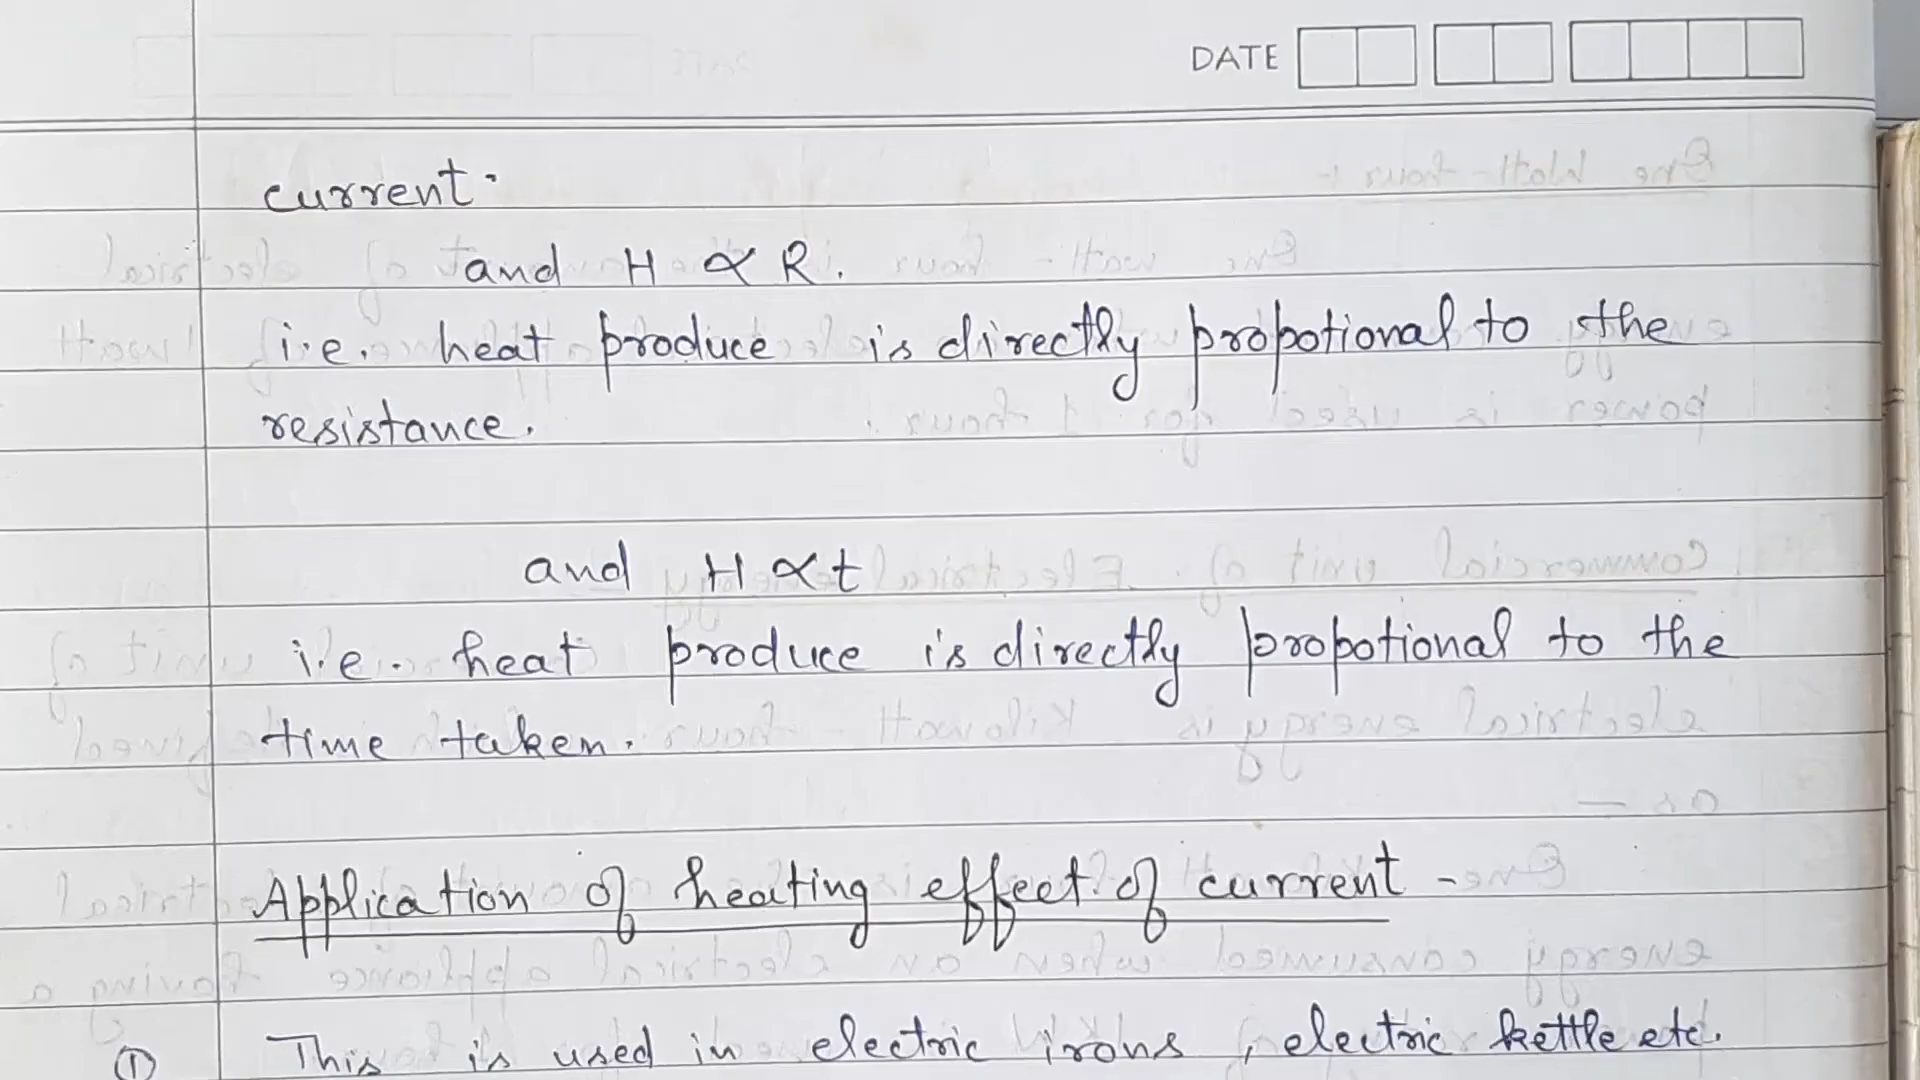 DATE
current.
and H ∝ R.
i.e. heat produce is directly propotional to the
resistance.
and H ∝ t
i.e. heat produce is directly propotional to the
time taken.
Application of heating effect of current -
① This is used in electric irons, electric kettle etc.